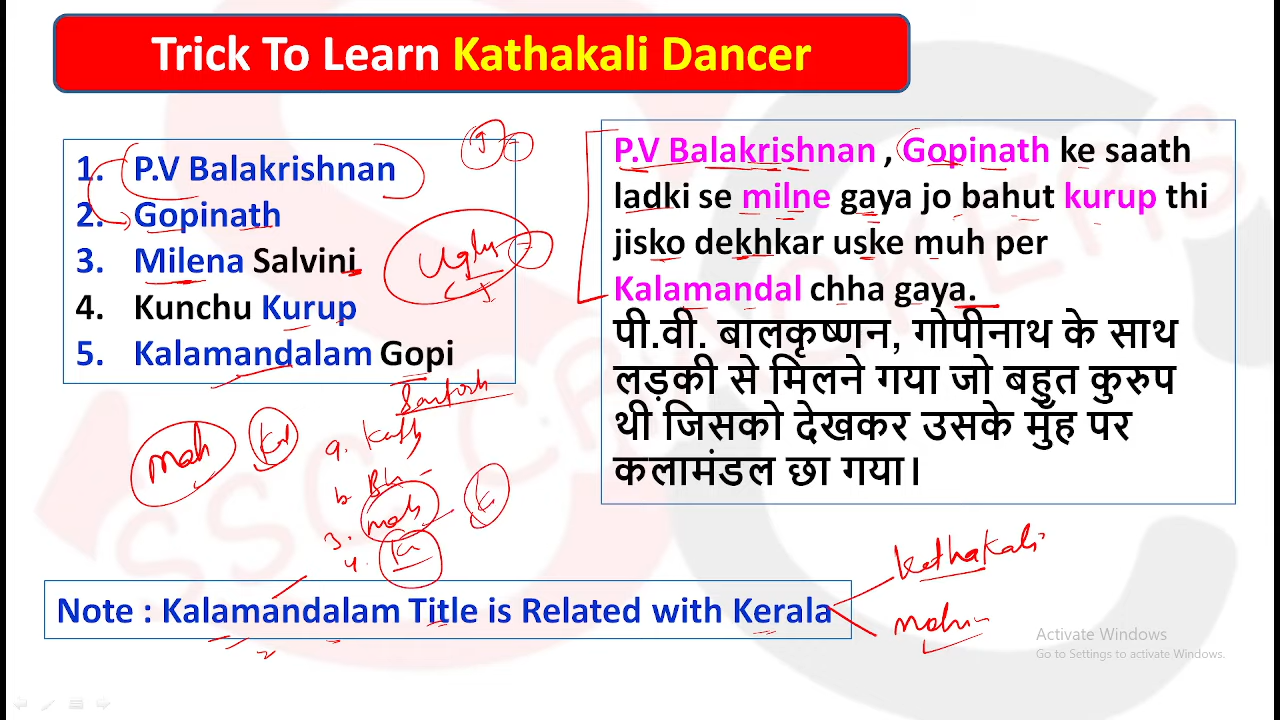 Trick To Learn Kathakali Dancer
1. P.V Balakrishnan
2. Gopinath
3. Milena Salvini
4. Kunchu Kurup
5. Kalamandalam Gopi
P.V Balakrishnan , Gopinath ke saath
ladki se milne gaya jo bahut kurup thi
jisko dekhkar uske muh per
Kalamandal chha gaya.
पी.वी. बालकृष्णन, गोपीनाथ के साथ
लड़की से मिलने गया जो बहुत कुरुप
थी जिसको देखकर उसके मुँह पर
कलामंडल छा गया।
Note : Kalamandalam Title is Related with Kerala
Kathakali
Activate Windows
Go to Settings to activate Windows.